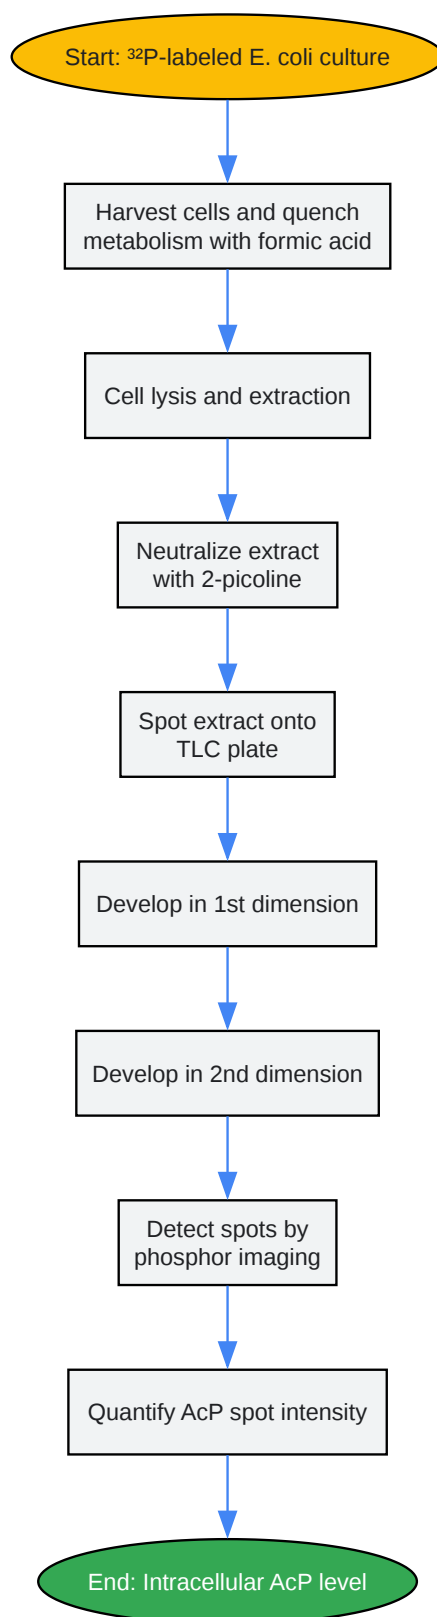 Start: ³²P-labeled E. coli culture
Harvest cells and quench
metabolism with formic acid
Cell lysis and extraction
Neutralize extract
with 2-picoline
Spot extract onto
TLC plate
Develop in 1st dimension
Develop in 2nd dimension
Detect spots by
phosphor imaging
Quantify AcP spot intensity
End: Intracellular AcP level